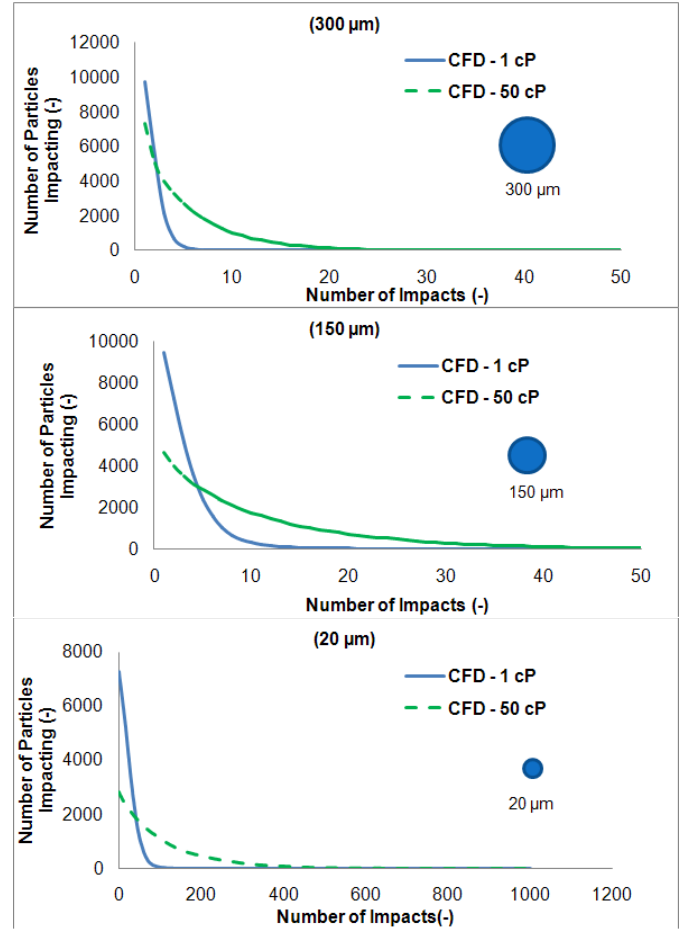 (300 µm)
12000
10000
8000
6000
4000
2000
0
Number of Particles
Impacting (-)
CFD - 1 cP
CFD - 50 cP
300 µm
0 10 20 30 40 50
Number of Impacts (-)
(150 µm)
10000
8000
6000
4000
2000
0
Number of Particles
Impacting (-)
CFD - 1 cP
CFD - 50 cP
150 µm
0 10 20 30 40 50
Number of Impacts (-)
(20 µm)
8000
6000
4000
2000
0
Number of Particles
Impacting (-)
CFD - 1 cP
CFD - 50 cP
20 µm
0 200 400 600 800 1000 1200
Number of Impacts(-)